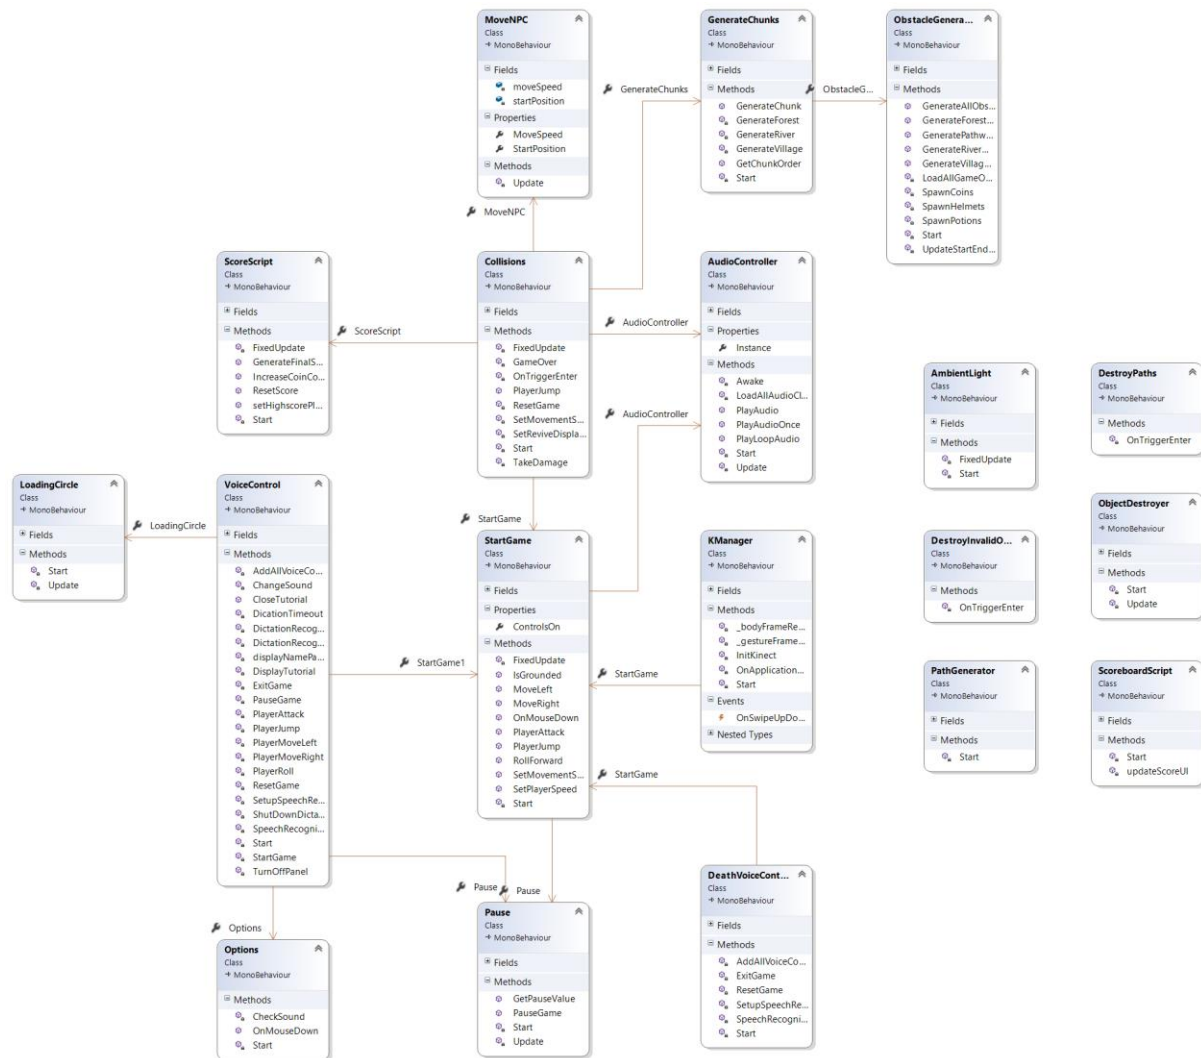 MoveNPC
Class
MonoBehaviour
Fields
moveSpeed
startPosition
Properties
MoveSpeed
StartPosition
Methods
Update
GenerateChunks
GenerateChunks
Class
MonoBehaviour
Fields
Methods
GenerateChunk
GenerateForest
GenerateRiver
GenerateVillage
GetChunkOrder
Start
ObstacleG...
ObstacleGenera...
Class
MonoBehaviour
Fields
Methods
GenerateAllObs...
GenerateForest...
GeneratePathw...
GenerateRiver...
GenerateVillag...
LoadAllGameO...
SpawnCoins
SpawnHelmets
SpawnPotions
Start
UpdateStartEnd...
MoveNPC
ScoreScript
Class
MonoBehaviour
Fields
Methods
FixedUpdate
GenerateFinalS...
IncreaseCoinCo...
ResetScore
setHighscorePl...
Start
ScoreScript
Collisions
Class
MonoBehaviour
Fields
Methods
FixedUpdate
GameOver
OnTriggerEnter
PlayerJump
ResetGame
SetMovementS...
SetReviveDispla...
Start
TakeDamage
AudioController
AudioController
AudioController
Class
MonoBehaviour
Fields
Properties
Instance
Methods
Awake
LoadAllAudioCl...
PlayAudio
PlayAudioOnce
PlayLoopAudio
Start
Update
AmbientLight
Class
MonoBehaviour
Fields
Methods
FixedUpdate
Start
DestroyPaths
Class
MonoBehaviour
Methods
OnTriggerEnter
LoadingCircle
Class
MonoBehaviour
Fields
Methods
Start
Update
LoadingCircle
VoiceControl
Class
MonoBehaviour
Fields
Methods
AddAllVoiceCo...
ChangeSound
CloseTutorial
DicationTimeout
DictationRecog...
DictationRecog...
displayNamePa...
DisplayTutorial
ExitGame
PauseGame
PlayerAttack
PlayerJump
PlayerMoveLeft
PlayerMoveRight
PlayerRoll
ResetGame
SetupSpeechRe...
ShutDownDicta...
SpeechRecogni...
Start
StartGame
TurnOffPanel
StartGame
StartGame1
StartGame
Class
MonoBehaviour
Fields
Properties
ControlsOn
Methods
FixedUpdate
IsGrounded
MoveLeft
MoveRight
OnMouseDown
PlayerAttack
PlayerJump
RollForward
SetMovementS...
SetPlayerSpeed
Start
StartGame
KManager
Class
MonoBehaviour
Fields
Methods
_bodyFrameRe...
_gestureFrame...
InitKinect
OnApplication...
Start
Events
OnSwipeUpDo...
Nested Types
StartGame
DestroyInvalidO...
Class
MonoBehaviour
Methods
OnTriggerEnter
ObjectDestroyer
Class
MonoBehaviour
Fields
Methods
Start
Update
PathGenerator
Class
MonoBehaviour
Fields
Methods
Start
ScoreboardScript
Class
MonoBehaviour
Fields
Methods
Start
updateScoreUI
Pause
Pause
Options
Options
Class
MonoBehaviour
Methods
CheckSound
OnMouseDown
Start
Pause
Class
MonoBehaviour
Fields
Methods
GetPauseValue
PauseGame
Start
Update
DeathVoiceCont...
Class
MonoBehaviour
Fields
Methods
AddAllVoiceCo...
ExitGame
ResetGame
SetupSpeechRe...
SpeechRecogni...
Start